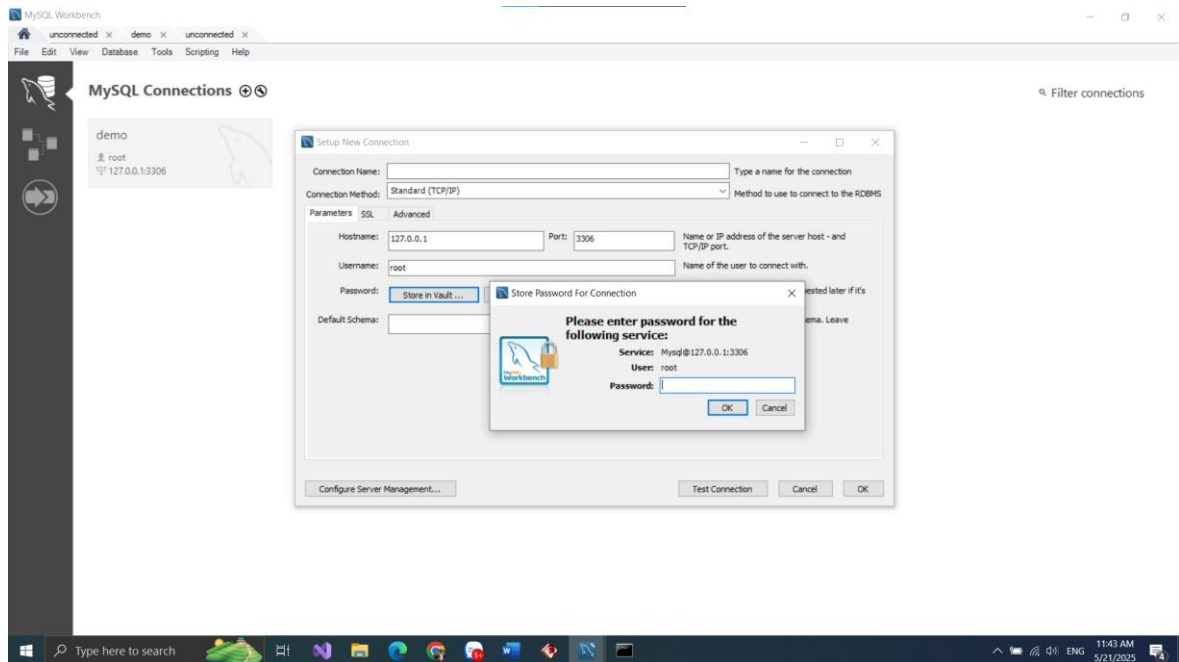 MySQL Workbench
unconnected × demo × unconnected ×
File Edit View Database Tools Scripting Help
MySQL Connections
Filter connections
demo
root
127.0.0.1:3306
Setup New Connection
Connection Name: Type a name for the connection
Connection Method: Standard (TCP/IP) Method to use to connect to the RDBMS
Parameters SSL Advanced
Hostname: 127.0.0.1 Port: 3306 Name or IP address of the server host - and
TCP/IP port.
Username: root Name of the user to connect with.
Password: Store in Vault ... ested later if it's
Default Schema: ema. Leave
Store Password For Connection
Please enter password for the
following service:
Service: Mysql@127.0.0.1:3306
User: root
Password:
OK Cancel
MySQL
Workbench
Configure Server Management... Test Connection Cancel OK
Type here to search
ENG
11:43 AM
5/21/2025
4